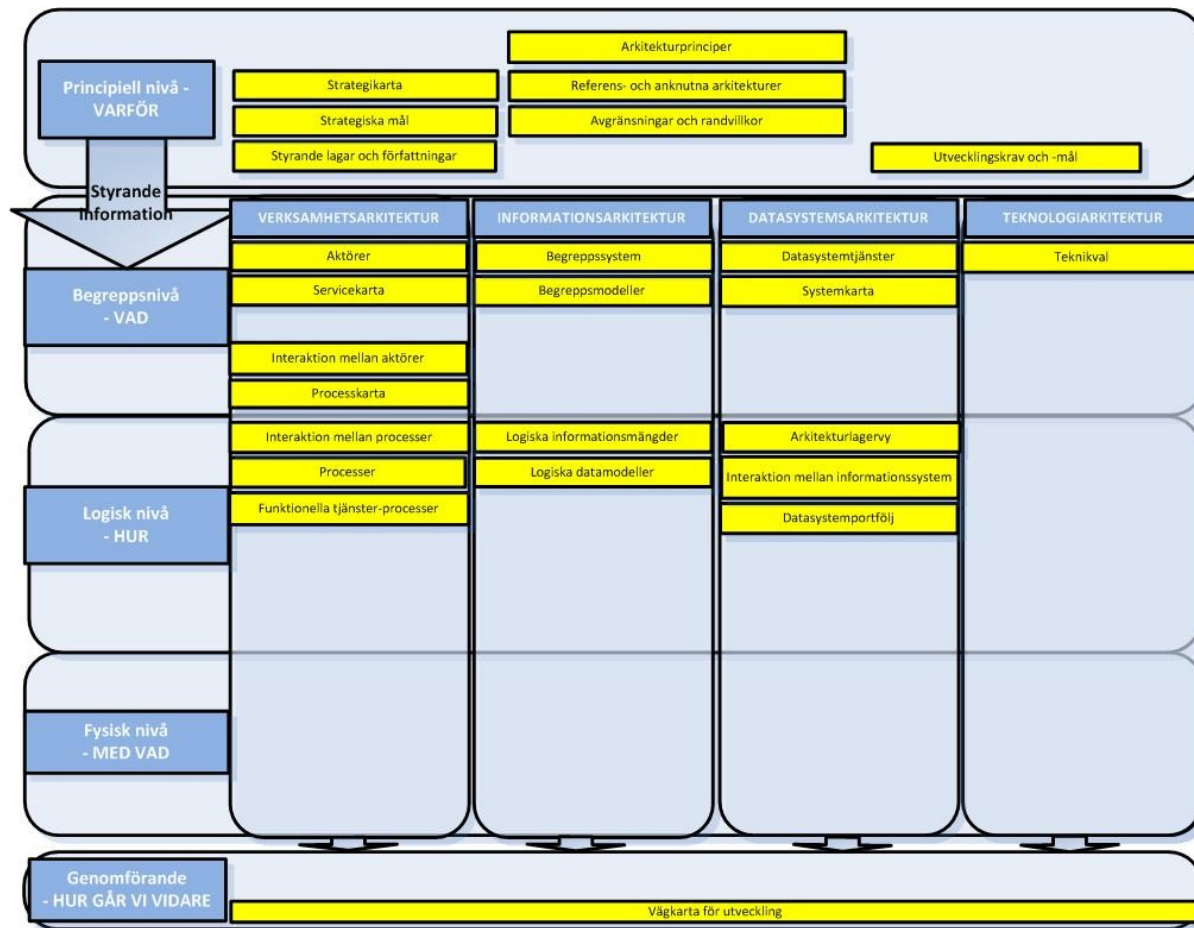 Arkitekturprinciper
Principiell nivå -
VARFÖR
Strategikarta
Referens- och anknutna arkitekturer
Strategiska mål
Avgränsningar och randvillkor
Styrande lagar och författningar
Utvecklingskrav och -mål
Styrande
information
VERKSAMHETSARKITEKTUR
INFORMATIONSARKITEKTUR
DATASYSTEMSARKITEKTUR
TEKNOLOGIARKITEKTUR
Begreppsnivå
- VAD
Aktörer
Begreppssystem
Datasystemtjänster
Teknikval
Servicekarta
Begreppsmodeller
Systemkarta
Interaktion mellan aktörer
Processkarta
Logisk nivå
- HUR
Interaktion mellan processer
Logiska informationsmängder
Arkitekturlagervy
Processer
Logiska datamodeller
Interaktion mellan informationssystem
Funktionella tjänster-processer
Datasystemportfölj
Fysisk nivå
- MED VAD
Genomförande
- HUR GÅR VI VIDARE
Vägkarta för utveckling